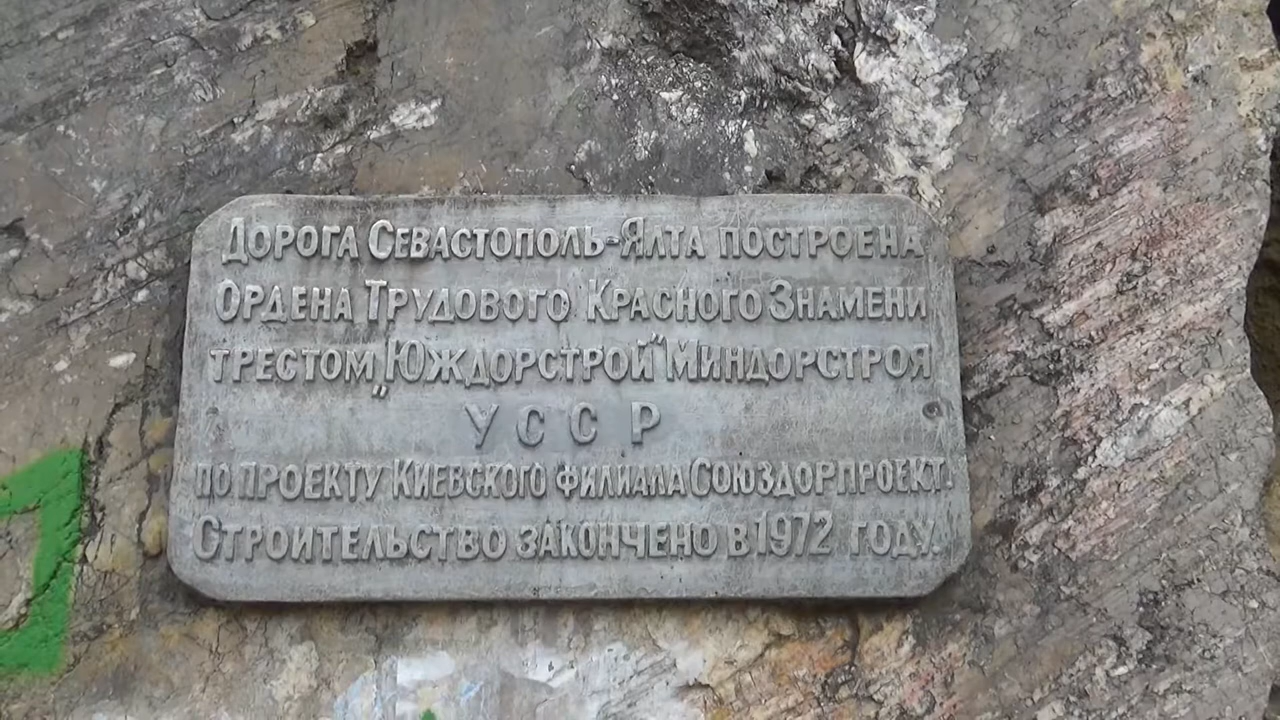 Дорога Севастополь-Ялта построена
ордена Трудового Красного Знамени
трестом „Юждорстрой" Миндорстроя
УССР
по проекту Киевского филиала Союздорпроект.
Строительство закончено в 1972 году.